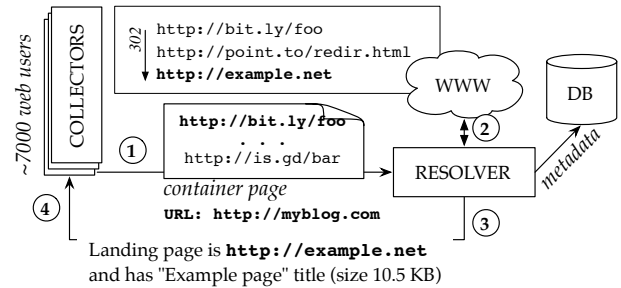 ~7000 web users
COLLECTORS
302
http://bit.ly/foo
http://point.to/redir.html
http://example.net
WWW
DB
1
http://bit.ly/foo
. . .
http://is.gd/bar
2
RESOLVER
metadata
container page
URL: http://myblog.com
4
3
Landing page is http://example.net
and has "Example page" title (size 10.5 KB)